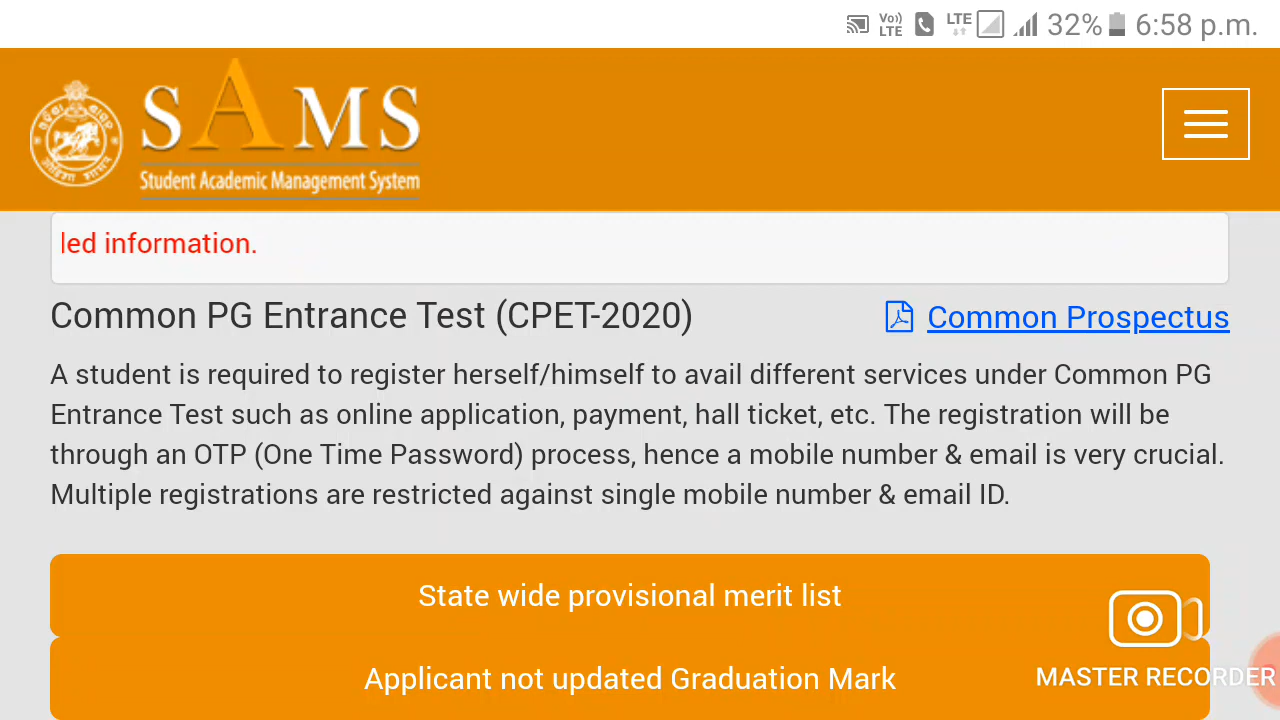 Vo)) LTE LTE 32% 6:58 p.m.
SAMS
Student Academic Management System
led information.
Common PG Entrance Test (CPET-2020)
Common Prospectus
A student is required to register herself/himself to avail different services under Common PG
Entrance Test such as online application, payment, hall ticket, etc. The registration will be
through an OTP (One Time Password) process, hence a mobile number & email is very crucial.
Multiple registrations are restricted against single mobile number & email ID.
State wide provisional merit list
Applicant not updated Graduation Mark
MASTER RECORDER